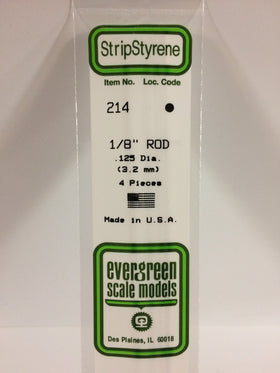 StripStyrene
Item No. Loc. Code
214 ●
1/8" ROD
.125 Dia.
(3.2 mm)
4 Pieces
Made in U.S.A.
evergreen
scale models
Des Plaines, IL 60018